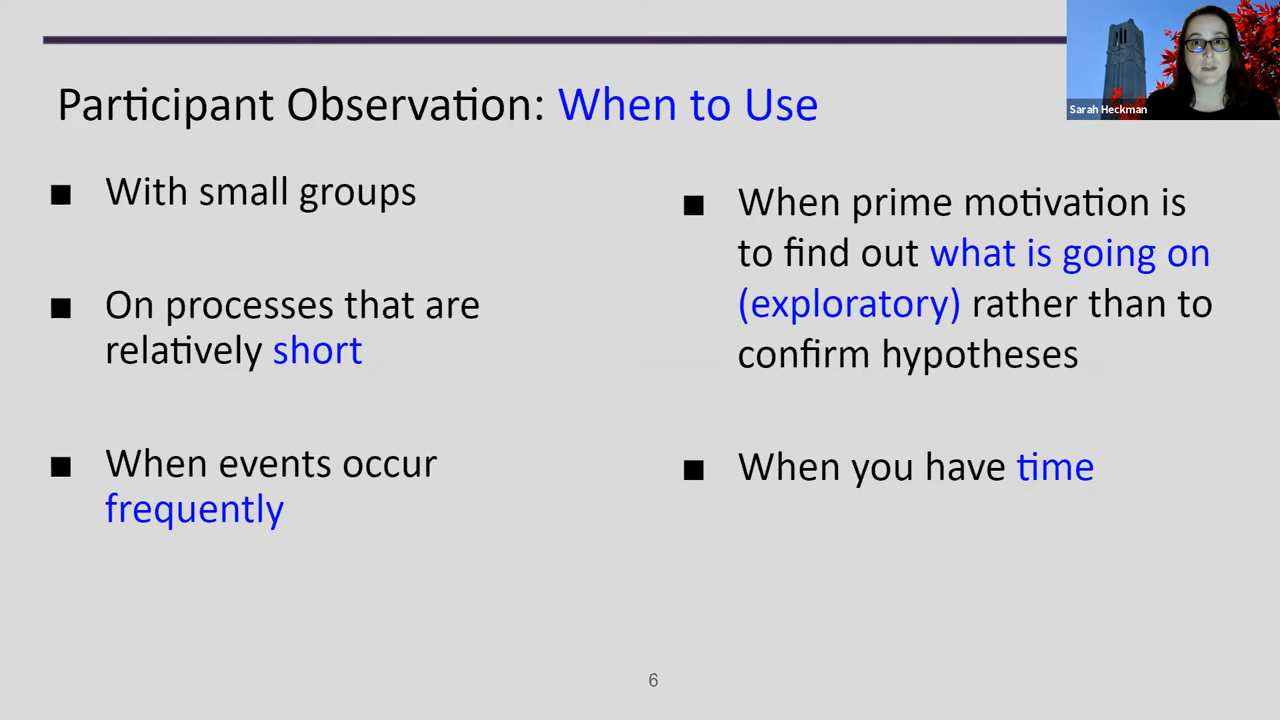 Participant Observation: When to Use
Sarah Heckman
■ With small groups
■ On processes that are
relatively short
■ When events occur
frequently
■ When prime motivation is
to find out what is going on
(exploratory) rather than to
confirm hypotheses
■ When you have time
6